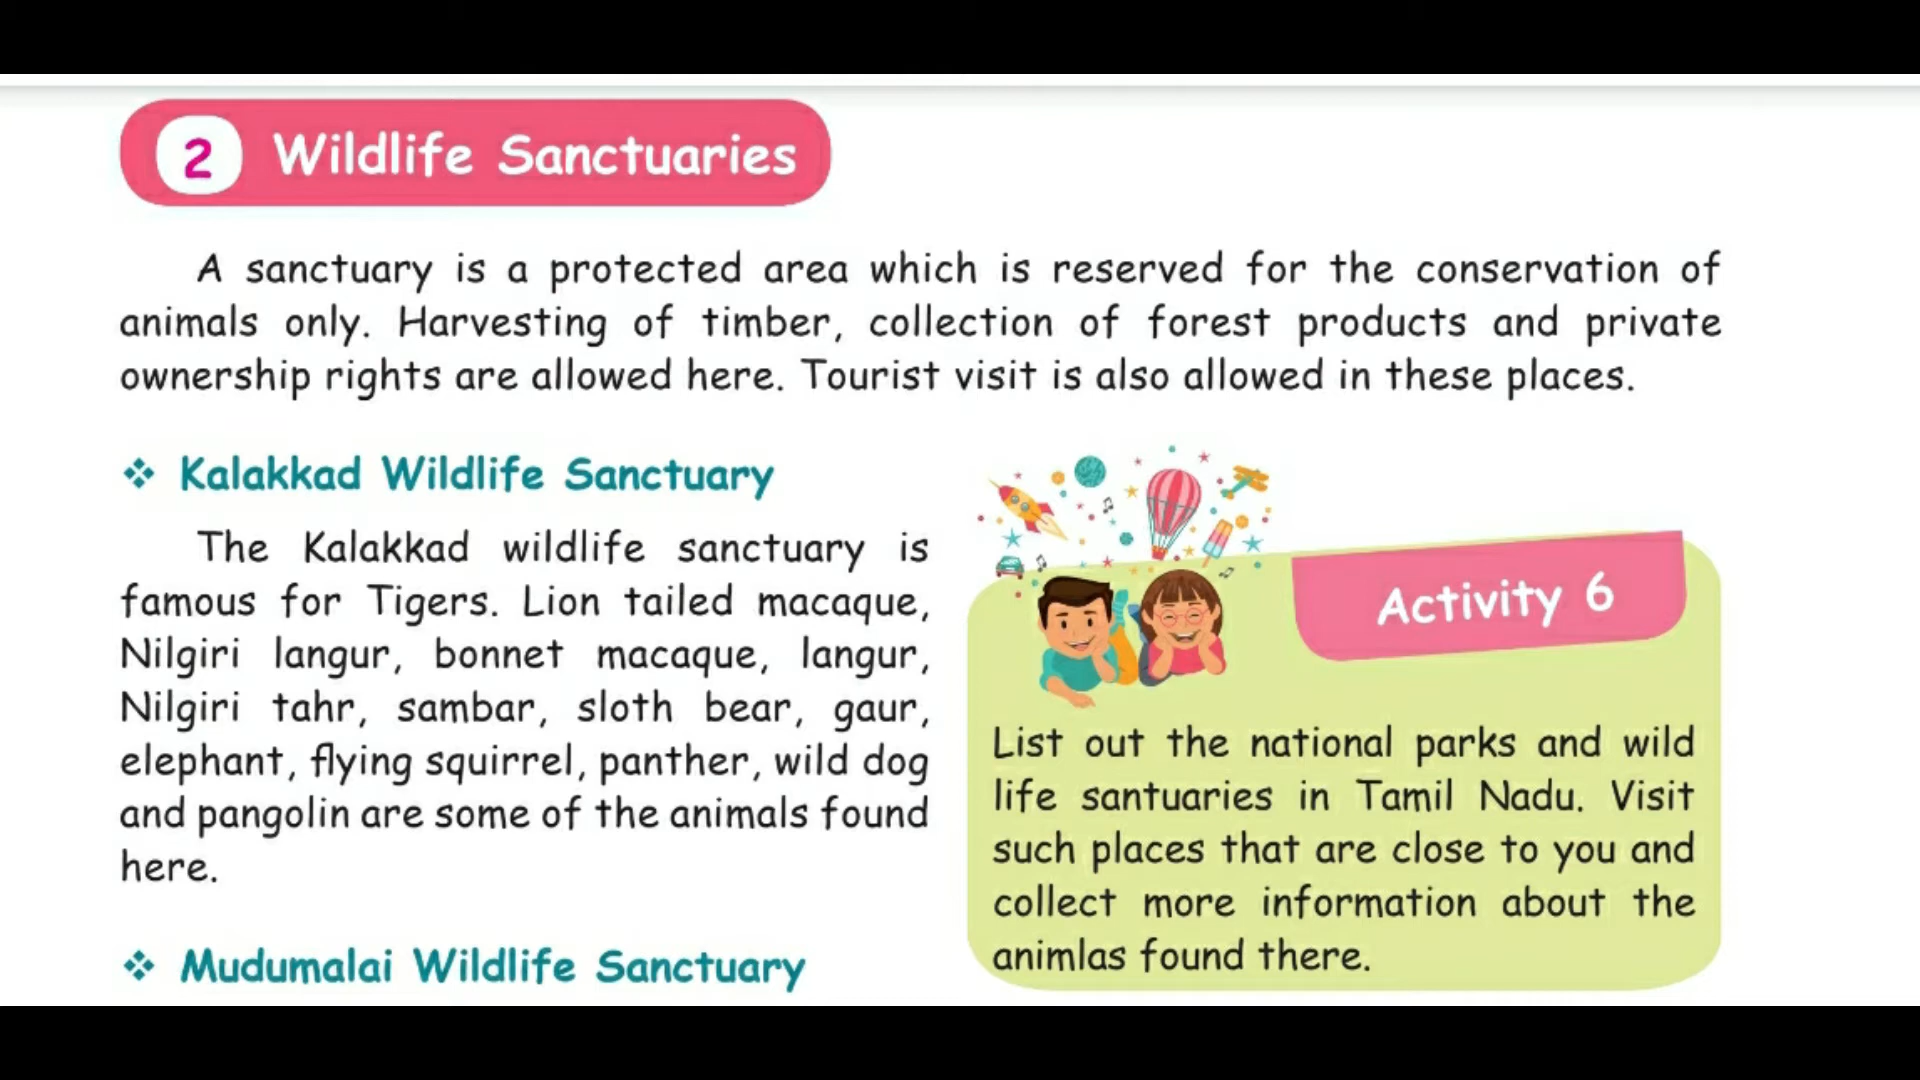 2 Wildlife Sanctuaries
A sanctuary is a protected area which is reserved for the conservation of
animals only. Harvesting of timber, collection of forest products and private
ownership rights are allowed here. Tourist visit is also allowed in these places.
❖ Kalakkad Wildlife Sanctuary
The Kalakkad wildlife sanctuary is
famous for Tigers. Lion tailed macaque,
Nilgiri langur, bonnet macaque, langur,
Nilgiri tahr, sambar, sloth bear, gaur,
elephant, flying squirrel, panther, wild dog
and pangolin are some of the animals found
here.
❖ Mudumalai Wildlife Sanctuary
Activity 6
List out the national parks and wild
life santuaries in Tamil Nadu. Visit
such places that are close to you and
collect more information about the
animlas found there.